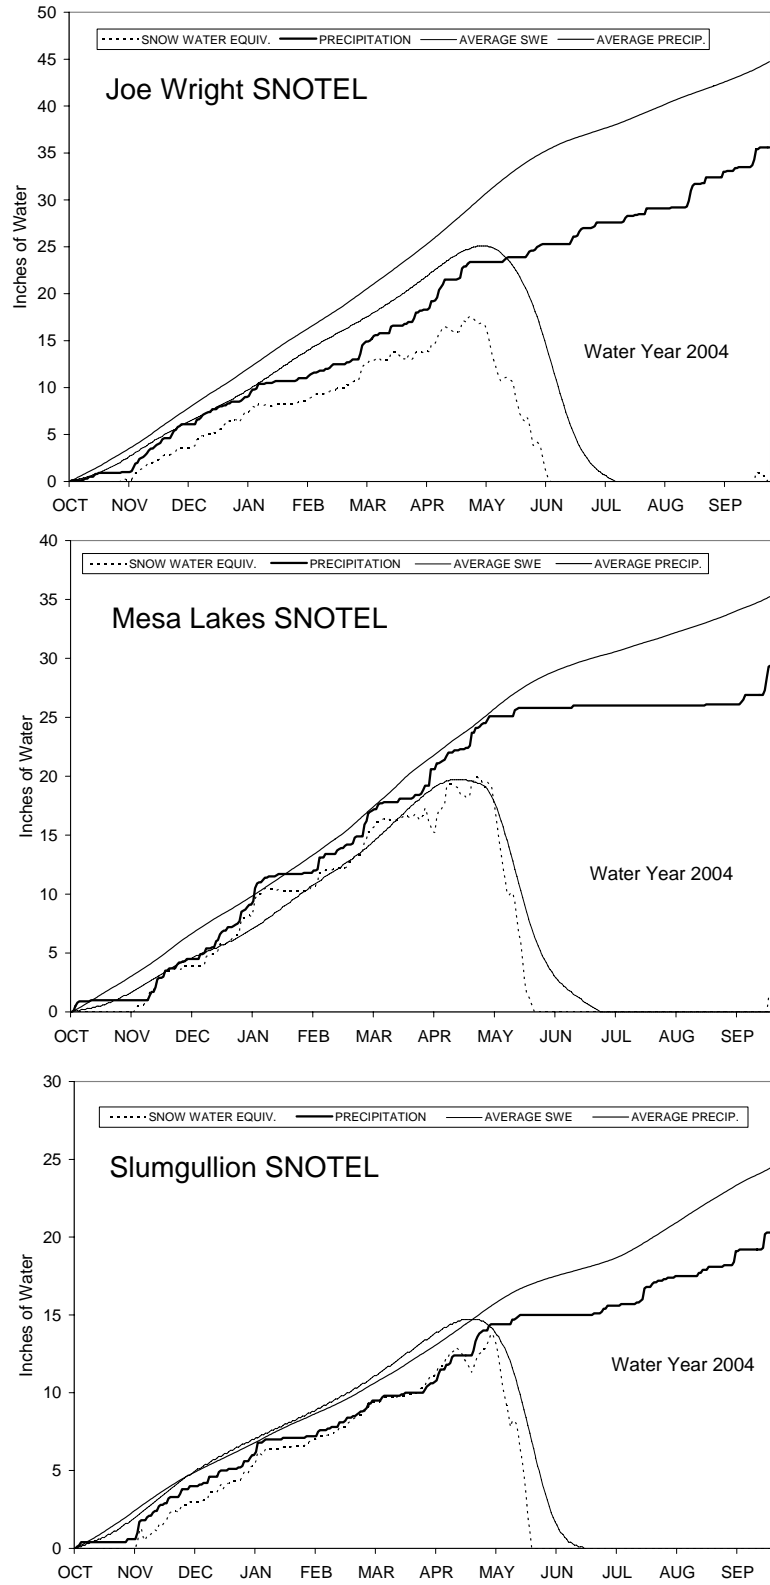 50
SNOW WATER EQUIV. PRECIPITATION AVERAGE SWE AVERAGE PRECIP.
45
Joe Wright SNOTEL
40
35
30
Inches of Water
25
20
15
Water Year 2004
10
5
0
OCT NOV DEC JAN FEB MAR APR MAY JUN JUL AUG SEP
40
SNOW WATER EQUIV. PRECIPITATION AVERAGE SWE AVERAGE PRECIP.
35
Mesa Lakes SNOTEL
30
25
Inches of Water
20
15
Water Year 2004
10
5
0
OCT NOV DEC JAN FEB MAR APR MAY JUN JUL AUG SEP
30
SNOW WATER EQUIV. PRECIPITATION AVERAGE SWE AVERAGE PRECIP.
Slumgullion SNOTEL
25
20
Inches of Water
15
Water Year 2004
10
5
0
OCT NOV DEC JAN FEB MAR APR MAY JUN JUL AUG SEP